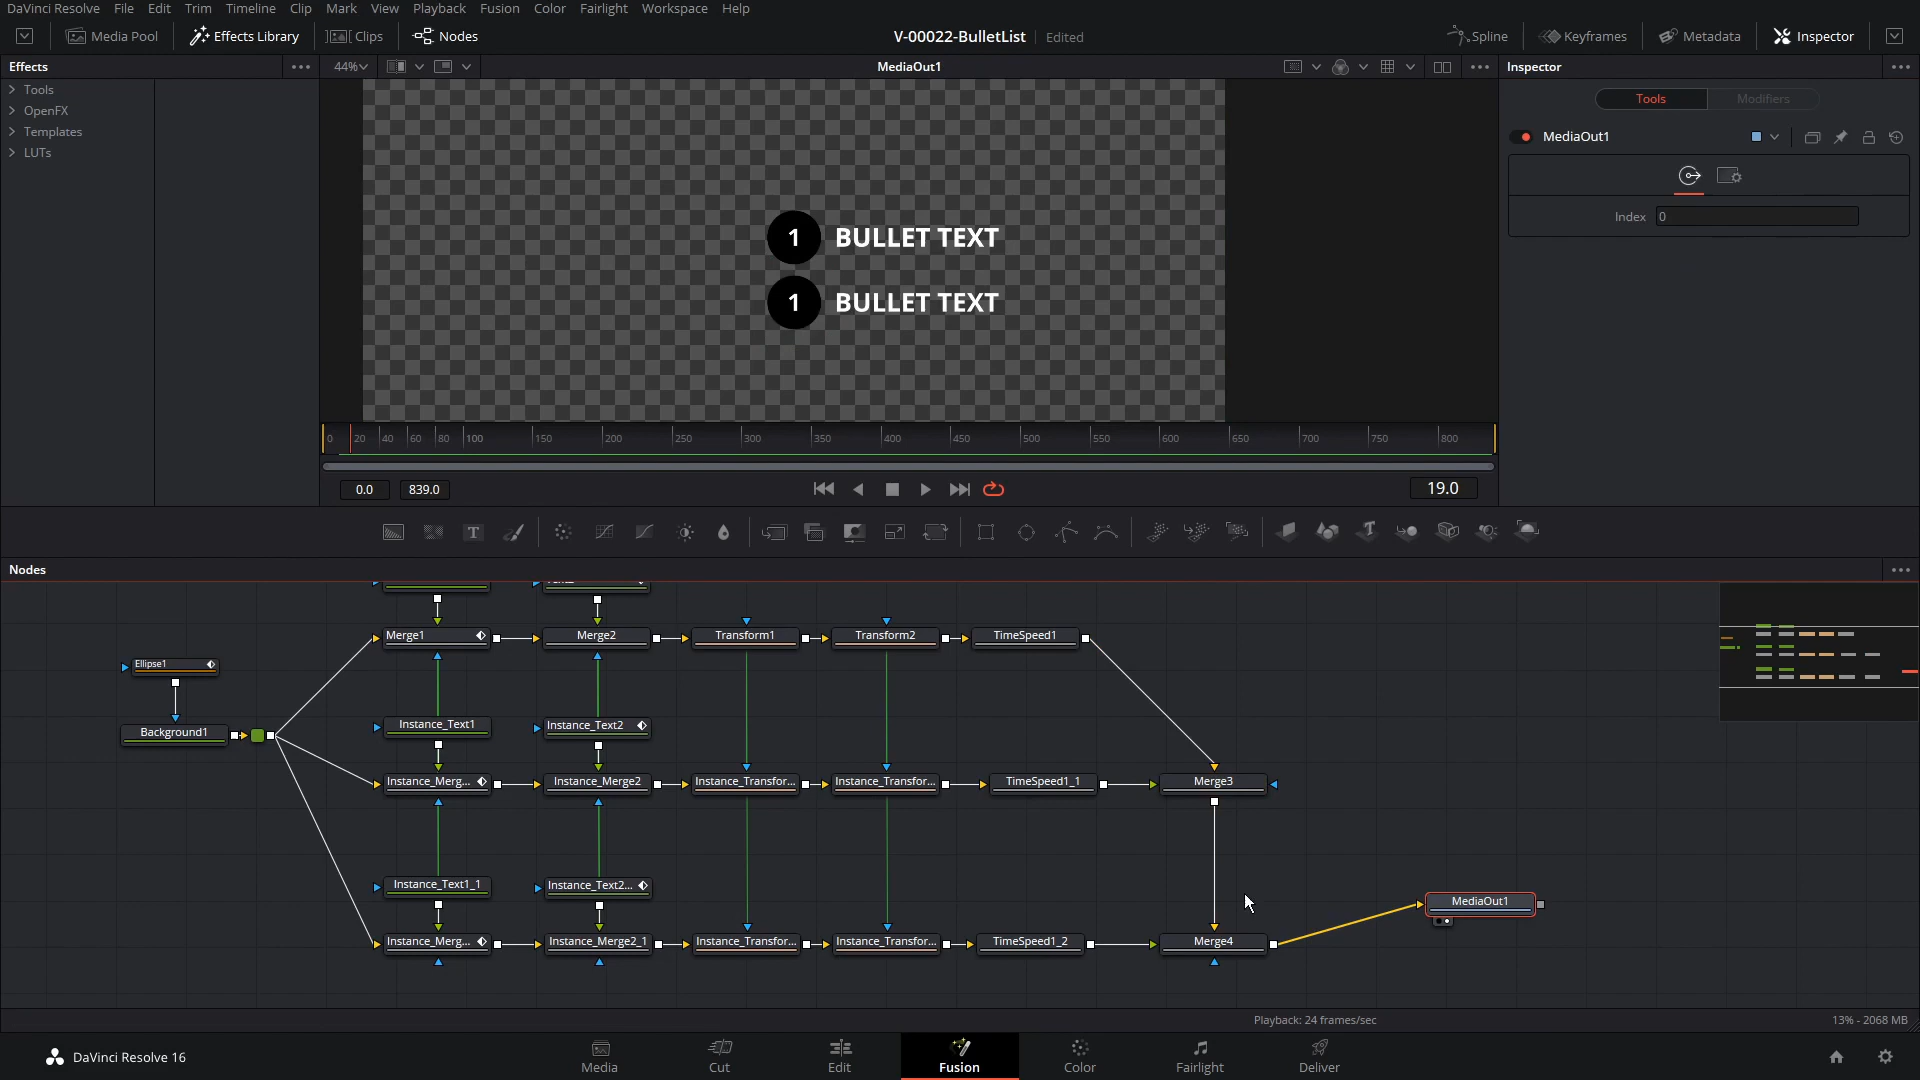 DaVinci Resolve File Edit Trim Timeline Clip Mark View Playback Fusion Color Fairlight Workspace Help
Media Pool Effects Library Clips Nodes V-00022-BulletList Edited Spline Keyframes Metadata Inspector
Effects 44% MediaOut1 Inspector
Tools
OpenFX
Templates
LUTs
Tools Modifiers
MediaOut1
Index 0
1 BULLET TEXT
1 BULLET TEXT
0 20 40 60 80 100 150 200 250 300 350 400 450 500 550 600 650 700 750 800
0.0 839.0 19.0
T
Nodes
Merge1 Merge2 Transform1 Transform2 TimeSpeed1
Ellipse1
Background1
Instance_Text1 Instance_Text2
Instance_Merg... Instance_Merge2 Instance_Transfor... Instance_Transfor... TimeSpeed1_1 Merge3
Instance_Text1_1 Instance_Text2...
MediaOut1
Instance_Merg... Instance_Merge2_1 Instance_Transfor... Instance_Transfor... TimeSpeed1_2 Merge4
Playback: 24 frames/sec 13% - 2068 MB
DaVinci Resolve 16 Media Cut Edit Fusion Color Fairlight Deliver